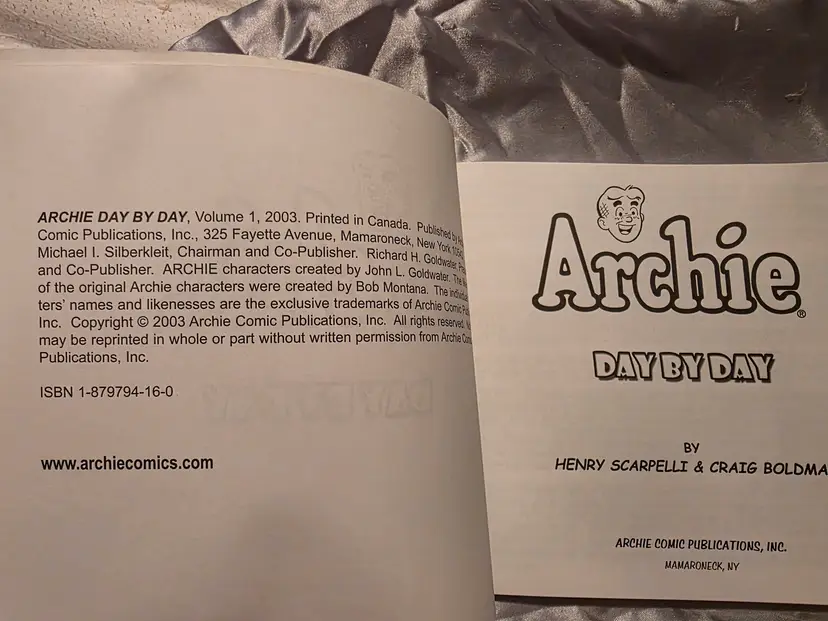 ARCHIE DAY BY DAY, Volume 1, 2003. Printed in Canada. Published by
Comic Publications, Inc., 325 Fayette Avenue, Mamaroneck, New York
Michael I. Silberkleit, Chairman and Co-Publisher. Richard H. Goldwater,
and Co-Publisher. ARCHIE characters created by John L. Goldwater. The
of the original Archie characters were created by Bob Montana. The
ters' names and likenesses are the exclusive trademarks of Archie Comic
Inc. Copyright © 2003 Archie Comic Publications, Inc. All rights reserved.
may be reprinted in whole or part without written permission from Archie
Publications, Inc.
ISBN 1-879794-16-0
www.archiecomics.com
Archie®
DAY BY DAY
BY
HENRY SCARPELLI & CRAIG BOLDMA
ARCHIE COMIC PUBLICATIONS, INC.
MAMARONECK, NY